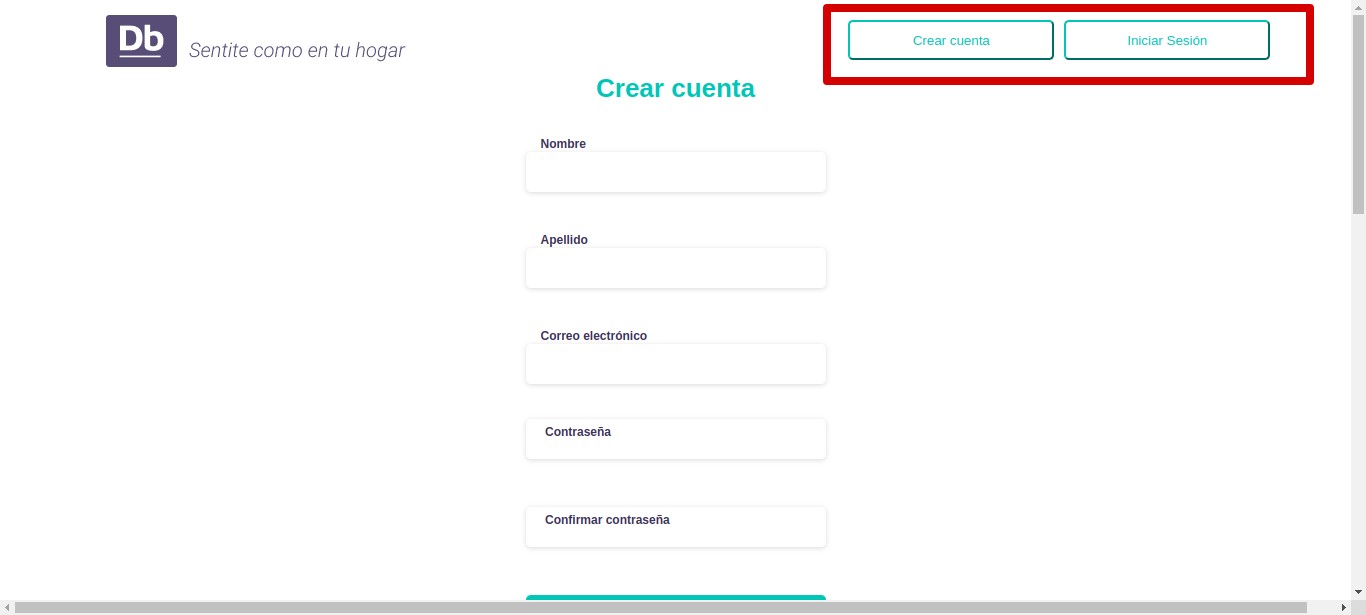 Db
Sentite como en tu hogar
Crear cuenta
Iniciar Sesión
Crear cuenta
Nombre
Apellido
Correo electrónico
Contraseña
Confirmar contraseña